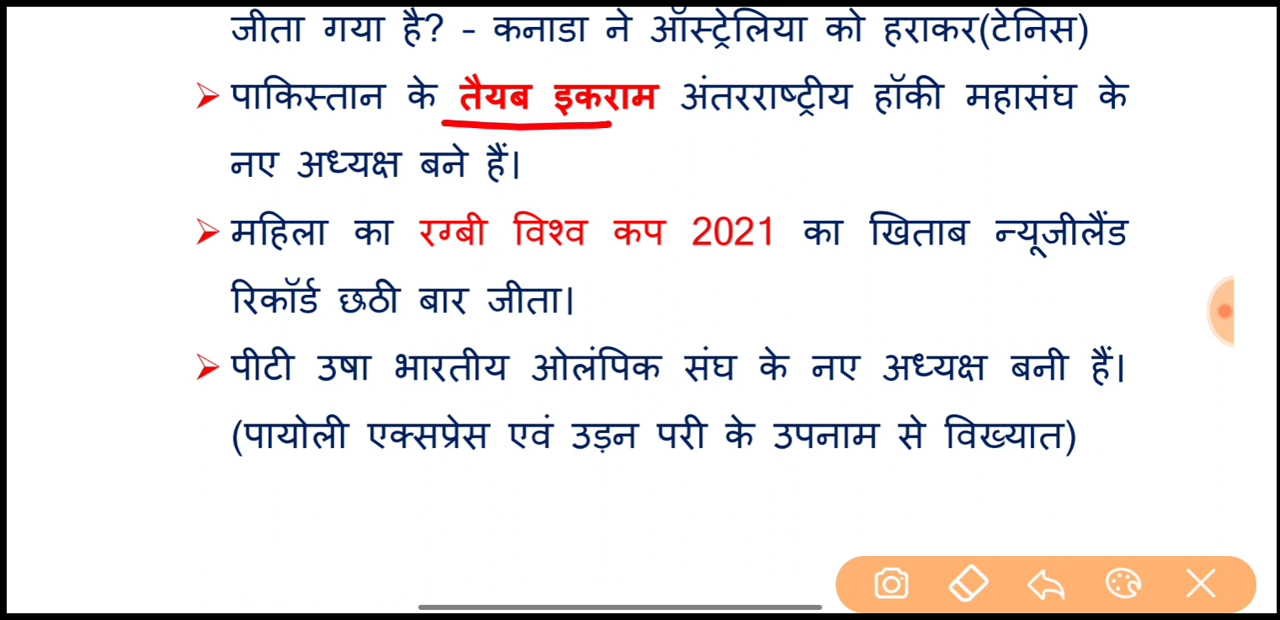 जीता गया है? - कनाडा ने ऑस्ट्रेलिया को हराकर(टेनिस)
➢ पाकिस्तान के तैयब इकराम अंतरराष्ट्रीय हॉकी महासंघ के
नए अध्यक्ष बने हैं।
➢ महिला का रग्बी विश्व कप 2021 का खिताब न्यूजीलैंड
रिकॉर्ड छठी बार जीता।
➢ पीटी उषा भारतीय ओलंपिक संघ के नए अध्यक्ष बनी हैं।
(पायोली एक्सप्रेस एवं उड़न परी के उपनाम से विख्यात)